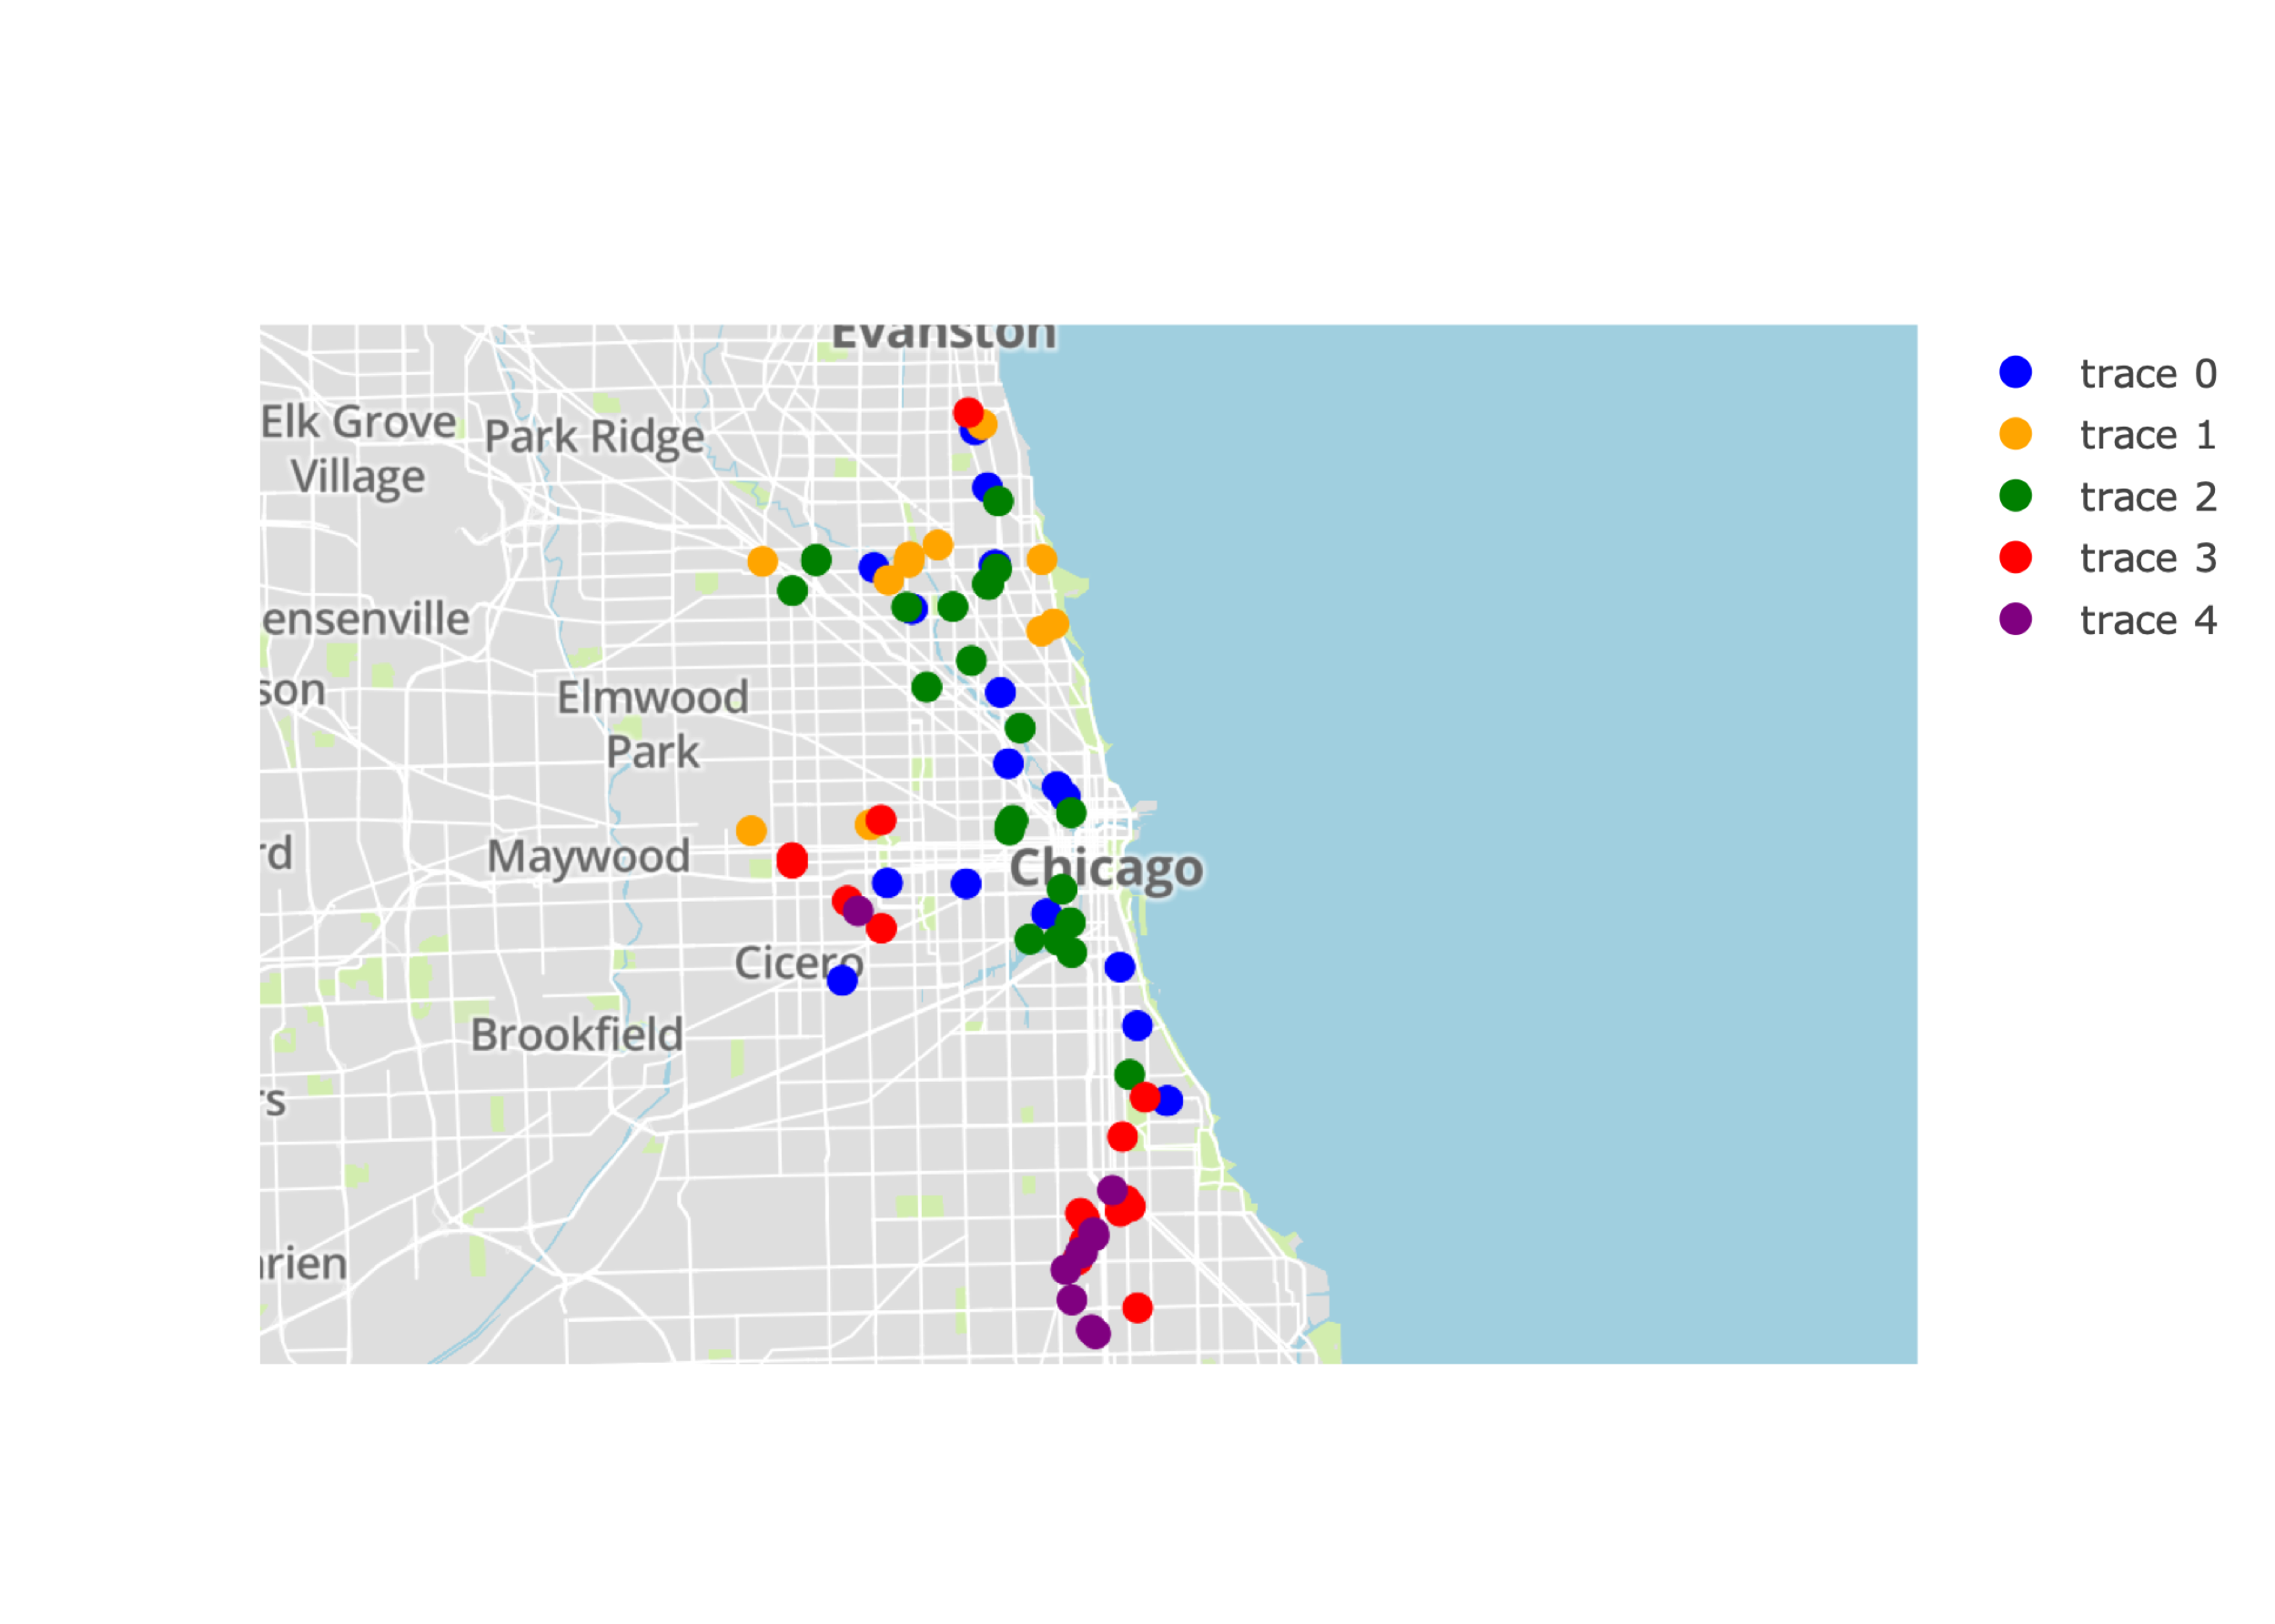 Evanston
Elk Grove
Village
Park Ridge
ensenville
son
Elmwood
Park
rd
Maywood
Chicago
Cicero
Brookfield
rs
rien
trace 0
trace 1
trace 2
trace 3
trace 4